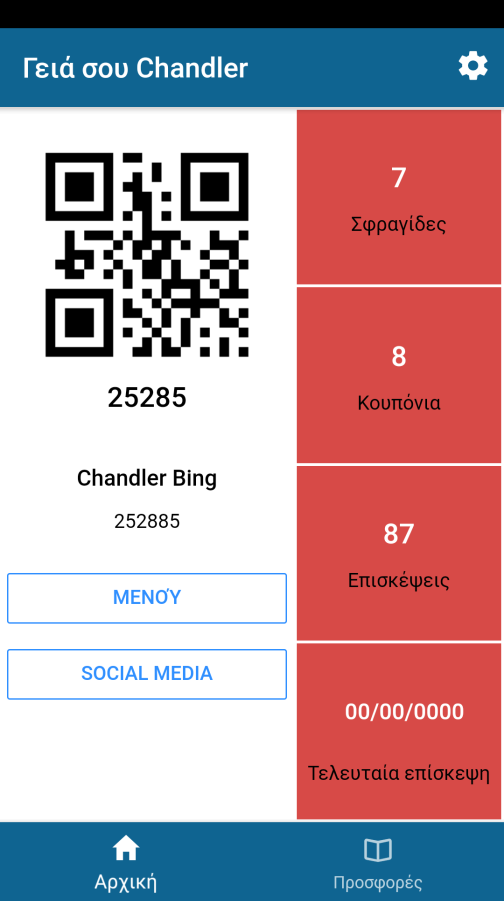 Γειά σου Chandler
25285
Chandler Bing
252885
ΜΕΝΟΎ
SOCIAL MEDIA
7
Σφραγίδες
8
Κουπόνια
87
Επισκέψεις
00/00/0000
Τελευταία επίσκεψη
Αρχική
Προσφορές